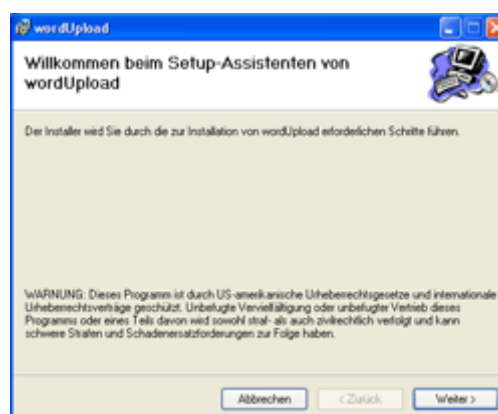 wordUpload
Willkommen beim Setup-Assistenten von
wordUpload
Der Installer wird Sie durch die zur Installation von wordUpload erforderlichen Schritte führen.
WARNUNG: Dieses Programm ist durch US-amerikanische Urheberrechtsgesetze und internationale
Urheberrechtsverträge geschützt. Unbefugte Vervielfältigung oder unbefugter Vertrieb dieses
Programms oder eines Teils davon wird sowohl straf- als auch zivilrechtlich verfolgt und kann
schwere Strafen und Schadenersatzforderungen zur Folge haben.
Abbrechen < Zurück Weiter >